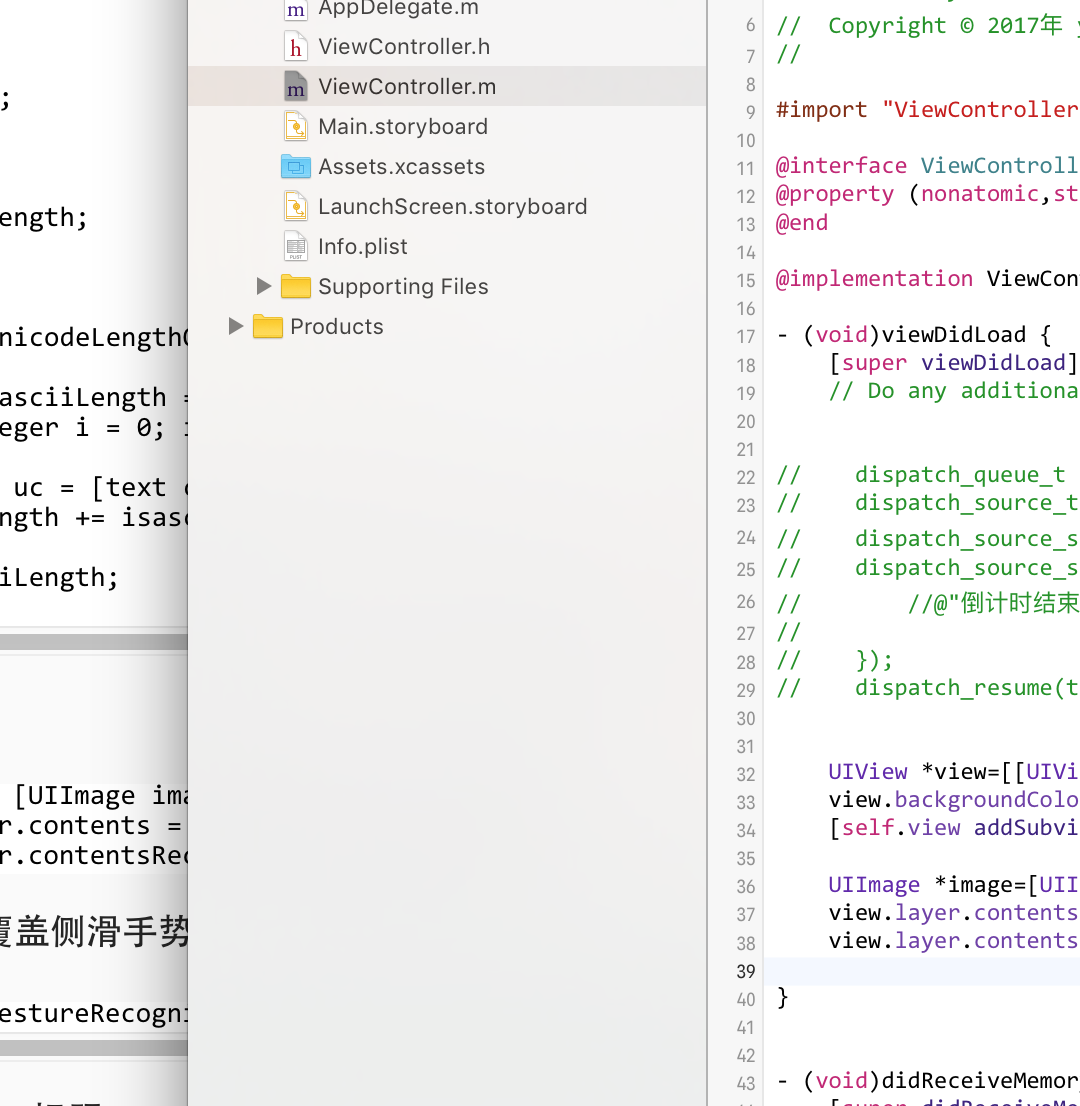 ;
ength;
nicodeLength
asciiLength =
eger i = 0; i
uc = [text c
ngth += isasc
iLength;
[UIImage ima
r.contents =
r.contentsRec
覆盖侧滑手势
estureRecogni
AppDelegate.m
ViewController.h
ViewController.m
Main.storyboard
Assets.xcassets
LaunchScreen.storyboard
Info.plist
Supporting Files
Products
6 //  Copyright © 2017年
7 //
8
9 #import "ViewController
10
11 @interface ViewControll
12 @property (nonatomic,st
13 @end
14
15 @implementation ViewCon
16
17 - (void)viewDidLoad {
18     [super viewDidLoad]
19     // Do any additiona
20
21
22 //    dispatch_queue_t
23 //    dispatch_source_t
24 //    dispatch_source_s
25 //    dispatch_source_s
26 //        //@"倒计时结束
27 //
28 //    });
29 //    dispatch_resume(t
30
31
32     UIView *view=[[UIVi
33     view.backgroundColo
34     [self.view addSubvi
35
36     UIImage *image=[UII
37     view.layer.contents
38     view.layer.contents
39
40 }
41
42
43 - (void)didReceiveMemor
[super didReceiveMe